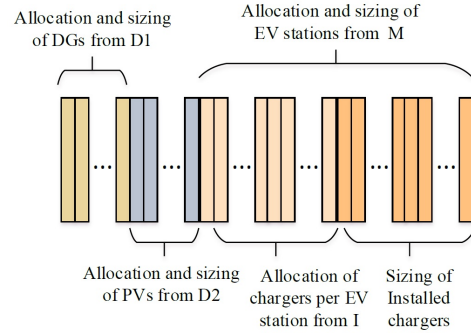 Allocation and sizing
of DGs from D1
Allocation and sizing of
EV stations from M
... ... ... ... ... ...
Allocation and sizing
of PVs from D2
Allocation of
chargers per EV
station from I
Sizing of
Installed
chargers